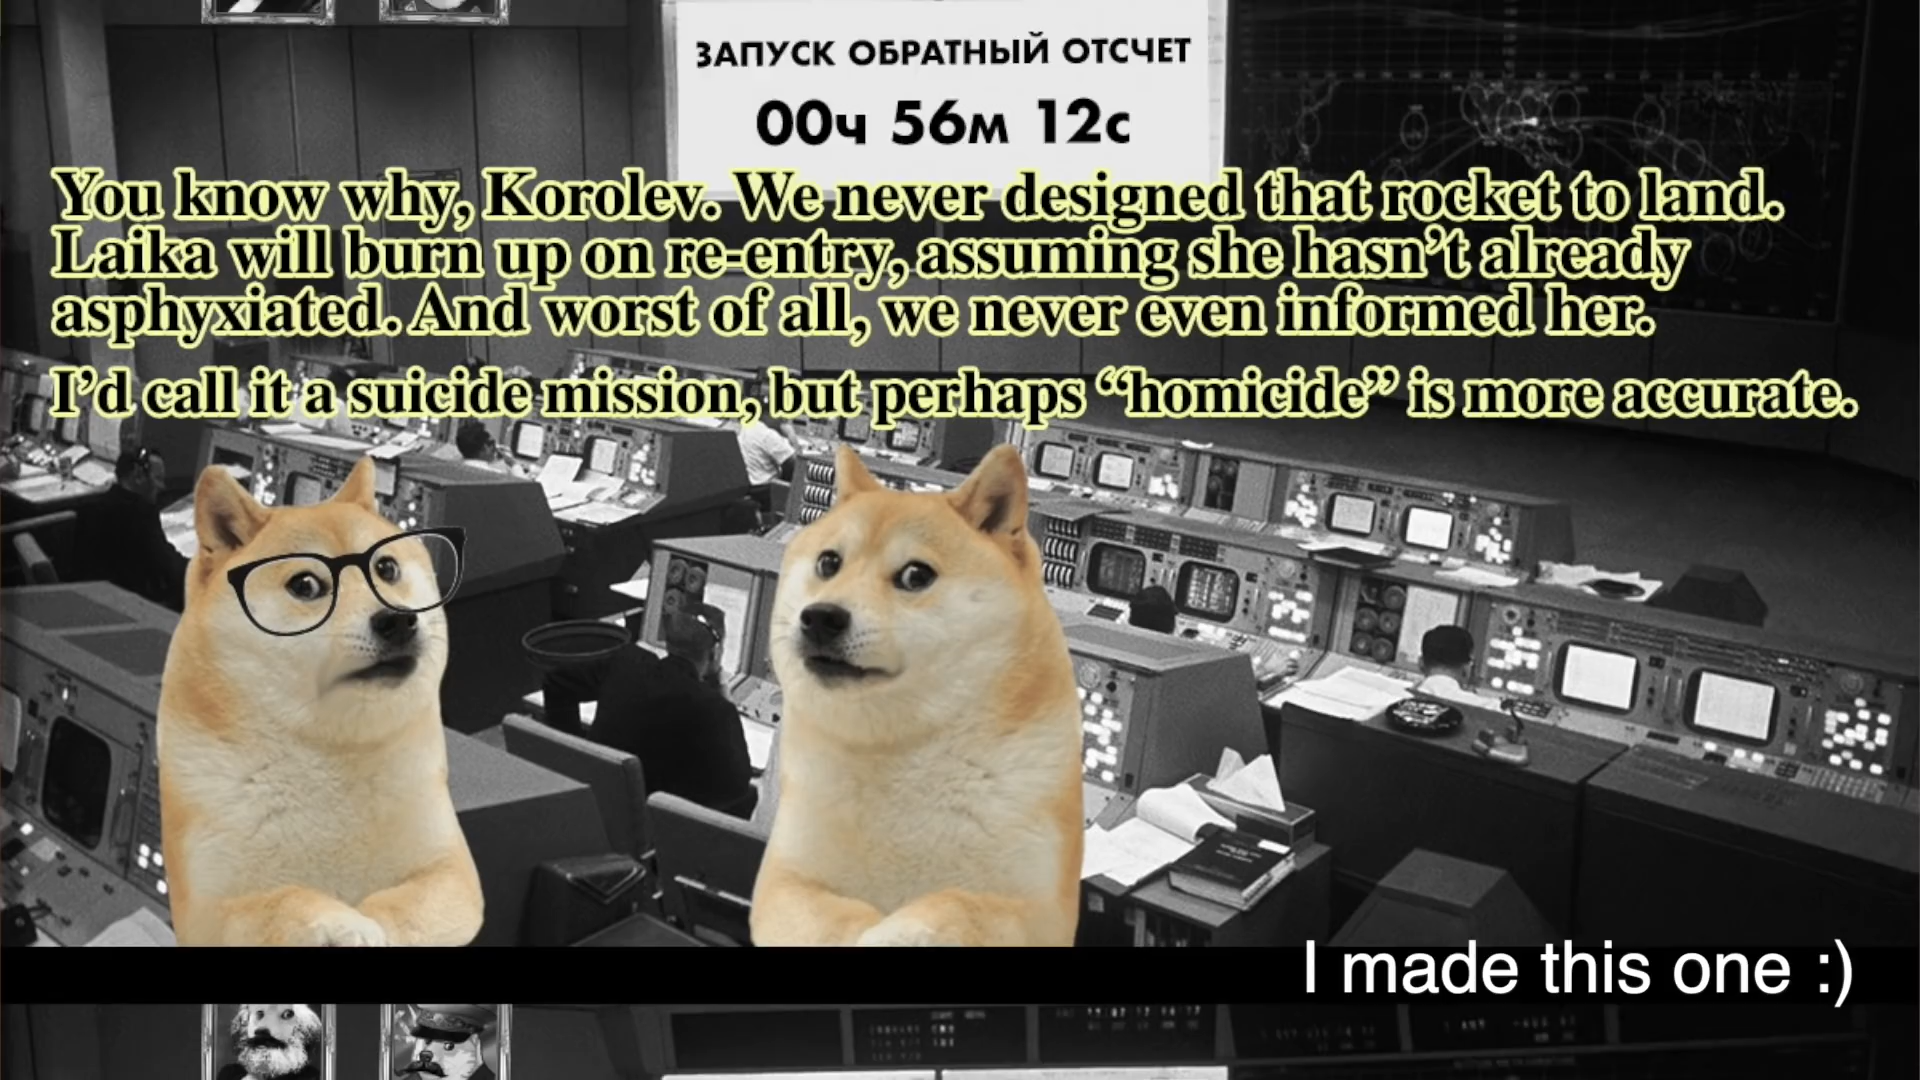 ЗАПУСК ОБРАТНЫЙ ОТСЧЕТ
00ч 56м 12с
You know why, Korolev. We never designed that rocket to land.
Laika will burn up on re-entry, assuming she hasn’t already
asphyxiated. And worst of all, we never even informed her.
I’d call it a suicide mission, but perhaps “homicide” is more accurate.
I made this one :)